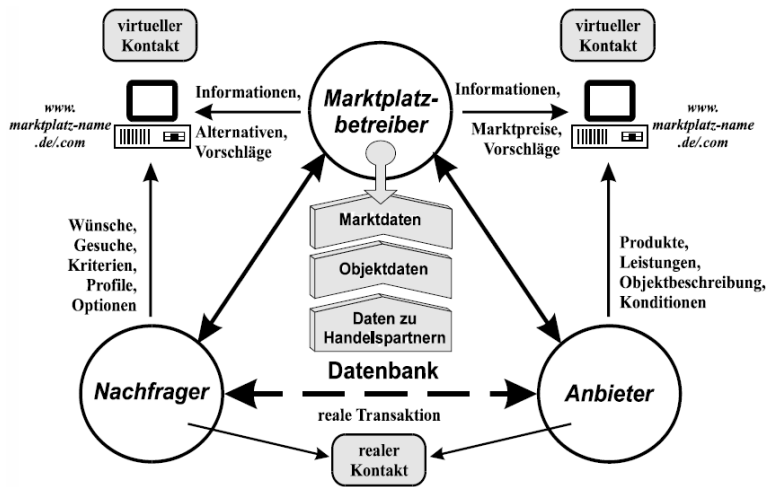 virtueller
Kontakt
virtueller
Kontakt
www.
marktplatz-name
.de/.com
Informationen,
Alternativen,
Vorschläge
Marktplatz-
betreiber
Informationen,
Marktpreise,
Vorschläge
www.
marktplatz-name
.de/.com
Wünsche,
Gesuche,
Kriterien,
Profile,
Optionen
Marktdaten
Objektdaten
Daten zu
Handelspartnern
Datenbank
Produkte,
Leistungen,
Objektbeschreibung,
Konditionen
Nachfrager
reale Transaktion
Anbieter
realer
Kontakt